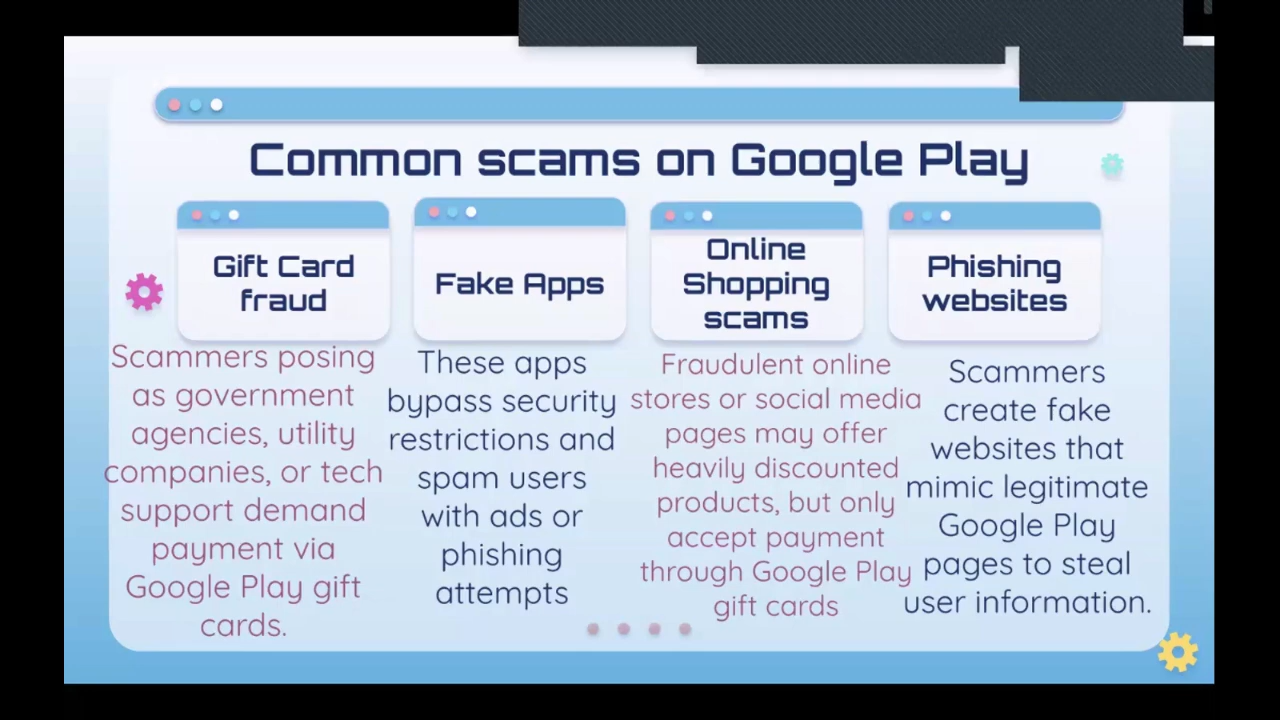 Common scams on Google Play
Gift Card
fraud
Scammers posing
as government
agencies, utility
companies, or tech
support demand
payment via
Google Play gift
cards.
Fake Apps
These apps
bypass security
restrictions and
spam users
with ads or
phishing
attempts
Online
Shopping
scams
Fraudulent online
stores or social media
pages may offer
heavily discounted
products, but only
accept payment
through Google Play
gift cards
Phishing
websites
Scammers
create fake
websites that
mimic legitimate
Google Play
pages to steal
user information.